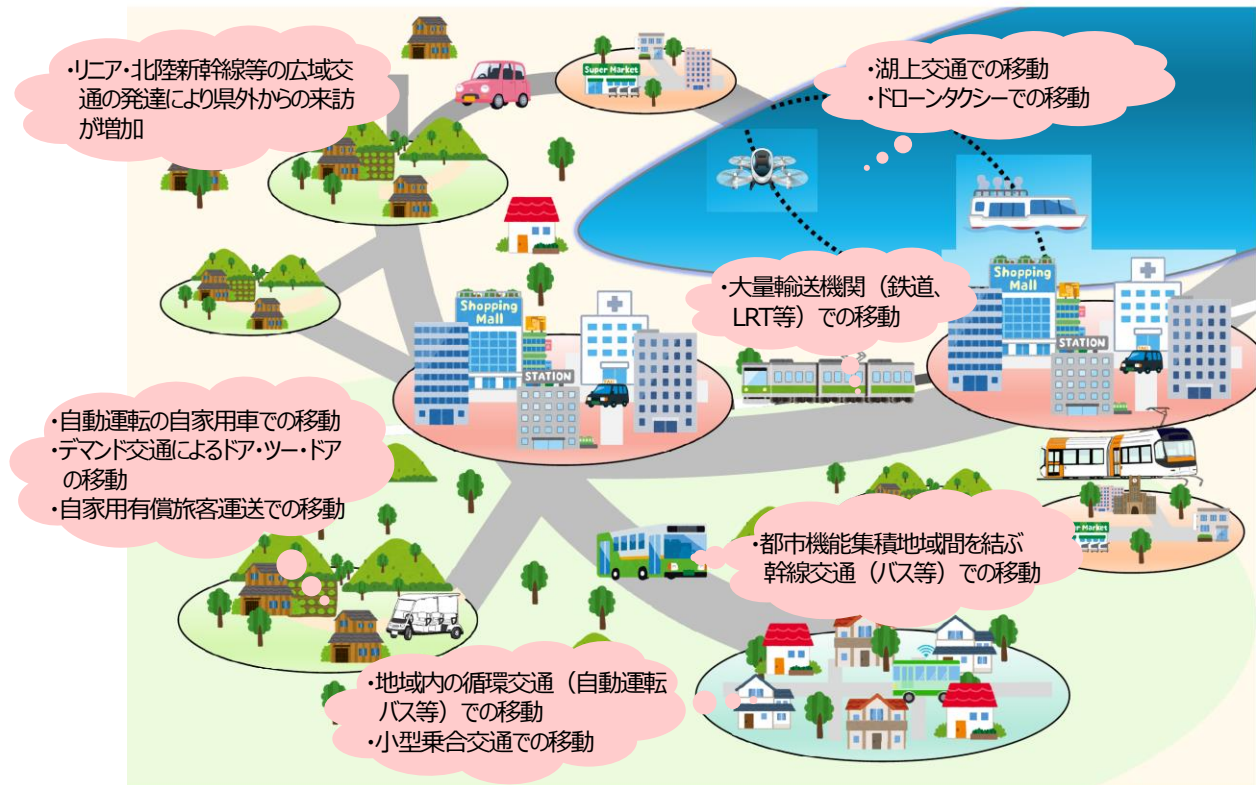 ・リニア・北陸新幹線等の広域交
通の発達により県外からの来訪
が増加
Super Market
・湖上交通での移動
・ドローンタクシーでの移動
・大量輸送機関（鉄道、
LRT等）での移動
Shopping
Mall
STATION
Shopping
Mall
STATION
・自動運転の自家用車での移動
・デマンド交通によるドア・ツー・ドア
の移動
・自家用有償旅客運送での移動
・都市機能集積地域間を結ぶ
幹線交通（バス等）での移動
er Market
・地域内の循環交通（自動運転
バス等）での移動
・小型乗合交通での移動